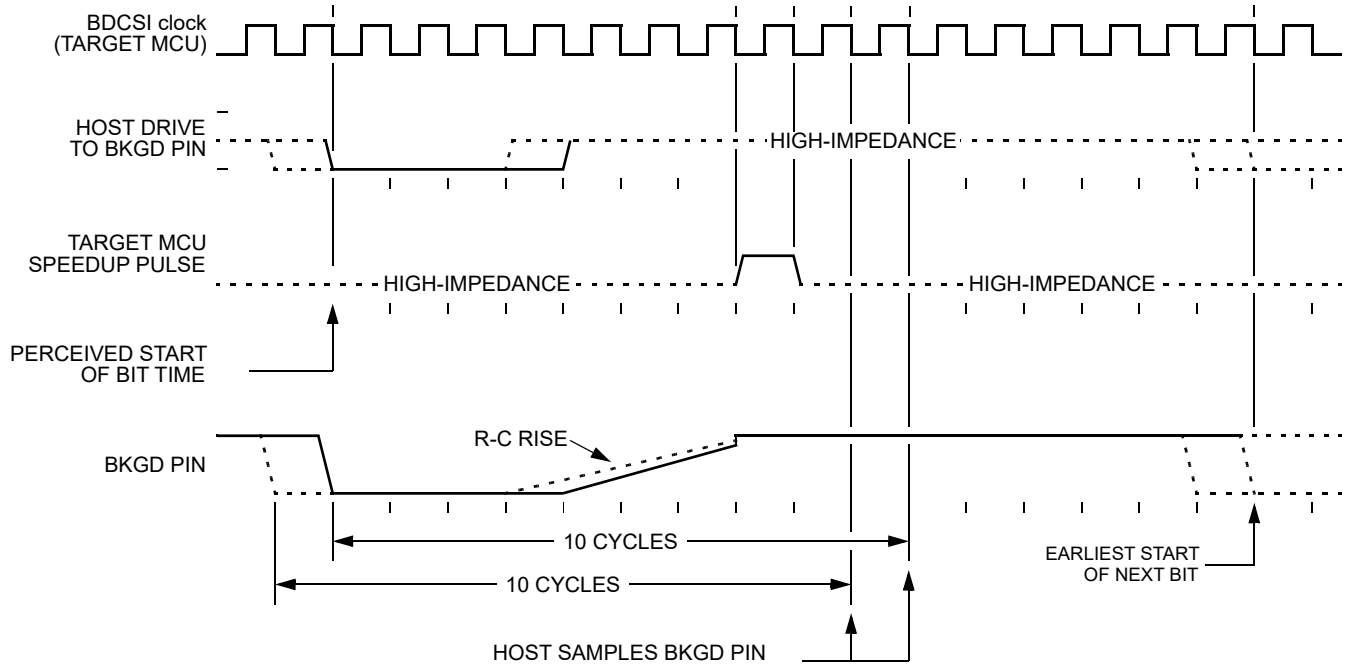 BDCSI clock
(TARGET MCU)
HOST DRIVE
TO BKGD PIN
HIGH-IMPEDANCE
TARGET MCU
SPEEDUP PULSE
HIGH-IMPEDANCE
HIGH-IMPEDANCE
PERCEIVED START
OF BIT TIME
R-C RISE
BKGD PIN
10 CYCLES
EARLIEST START
OF NEXT BIT
10 CYCLES
HOST SAMPLES BKGD PIN